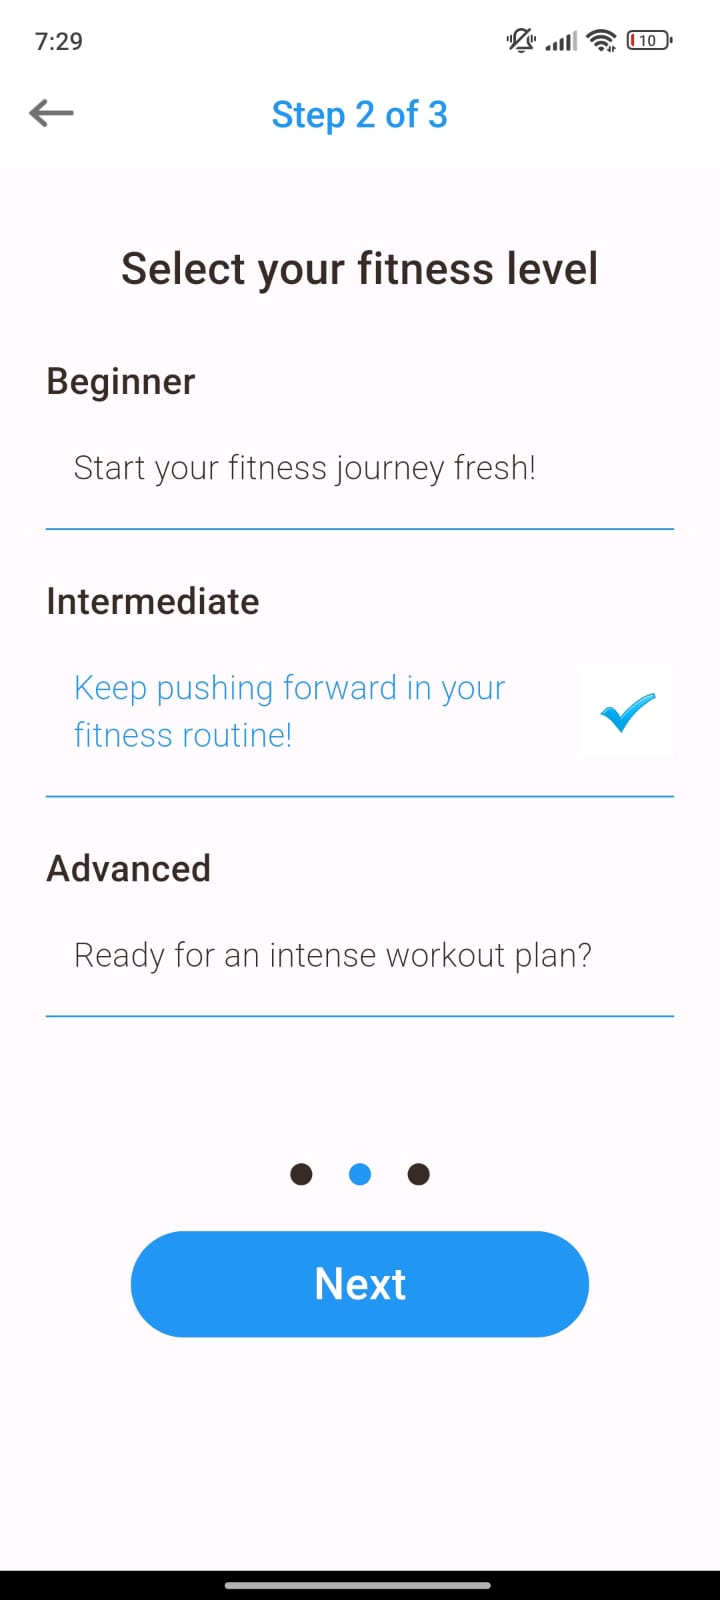 7:29
10
Step 2 of 3
Select your fitness level
Beginner
Start your fitness journey fresh!
Intermediate
Keep pushing forward in your
fitness routine!
Advanced
Ready for an intense workout plan?
Next